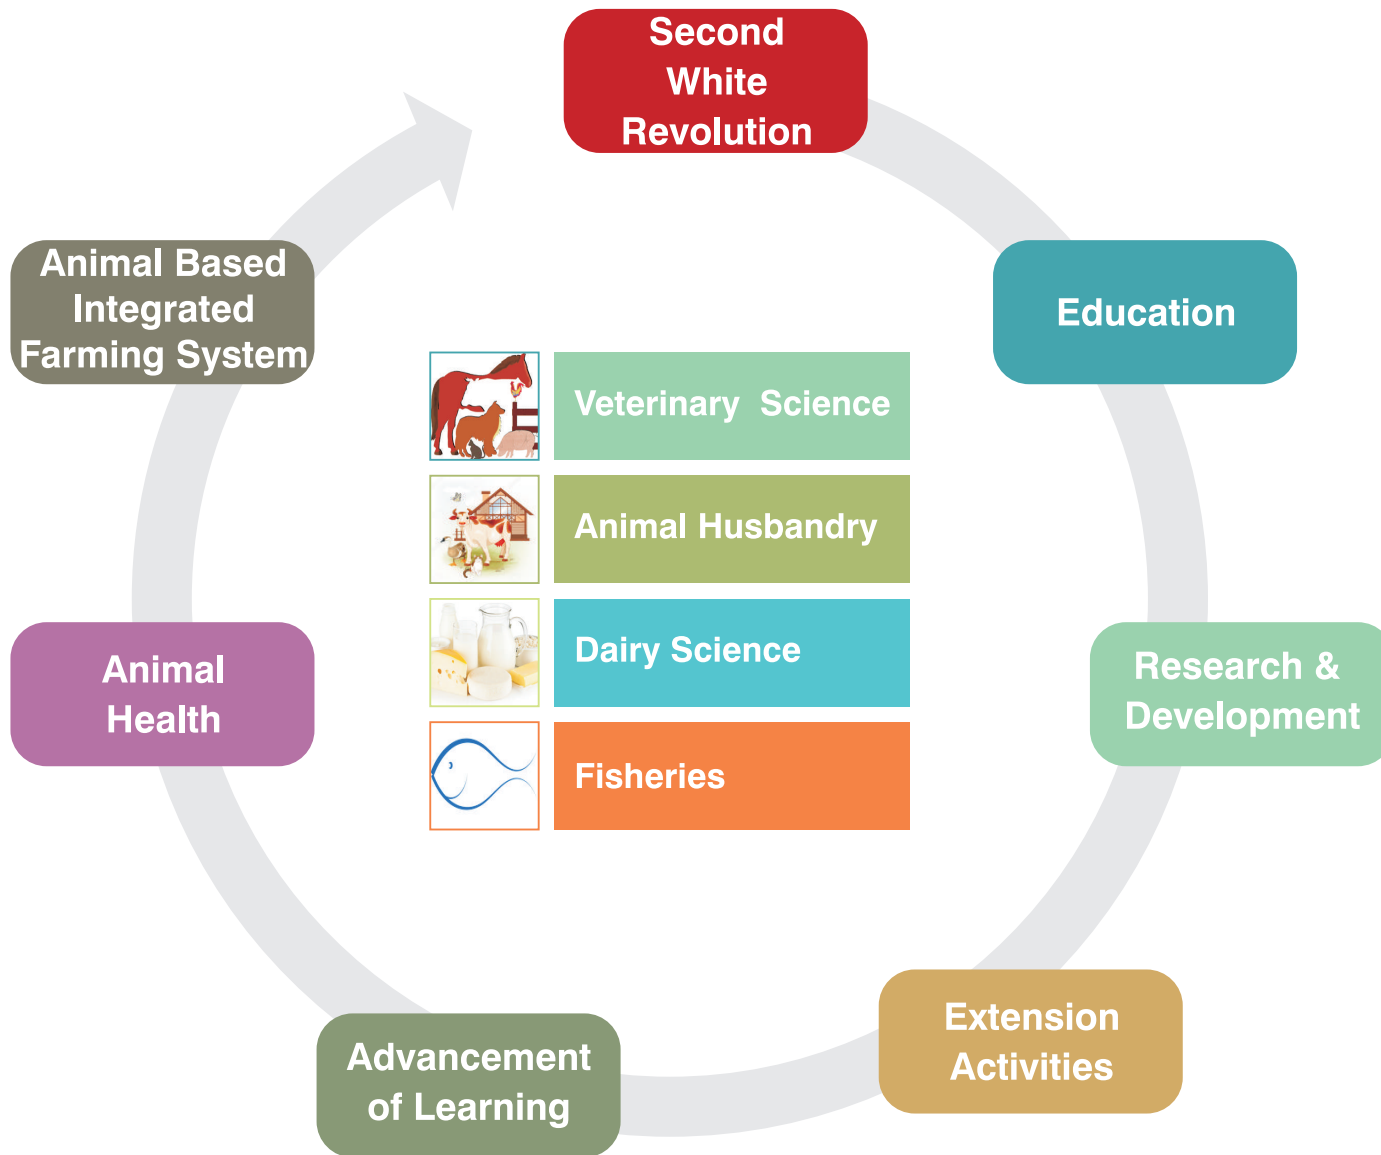 Second
White
Revolution
Education
Research &
Development
Extension
Activities
Advancement
of Learning
Animal
Health
Animal Based
Integrated
Farming System
Veterinary Science
Animal Husbandry
Dairy Science
Fisheries